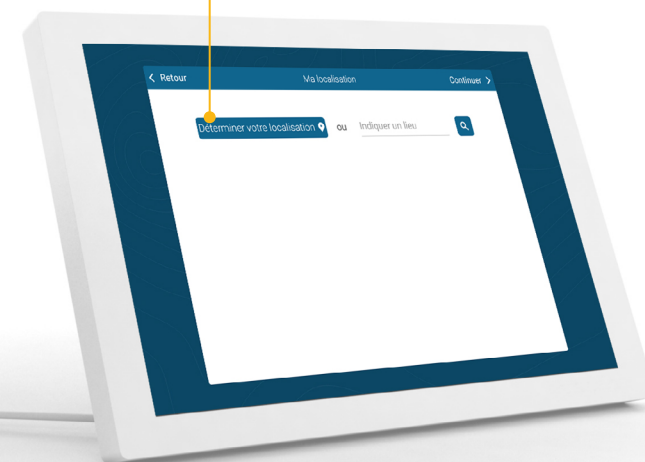 Retour
Ma localisation
Continuer
Déterminer votre localisation
ou
Indiquer un lieu